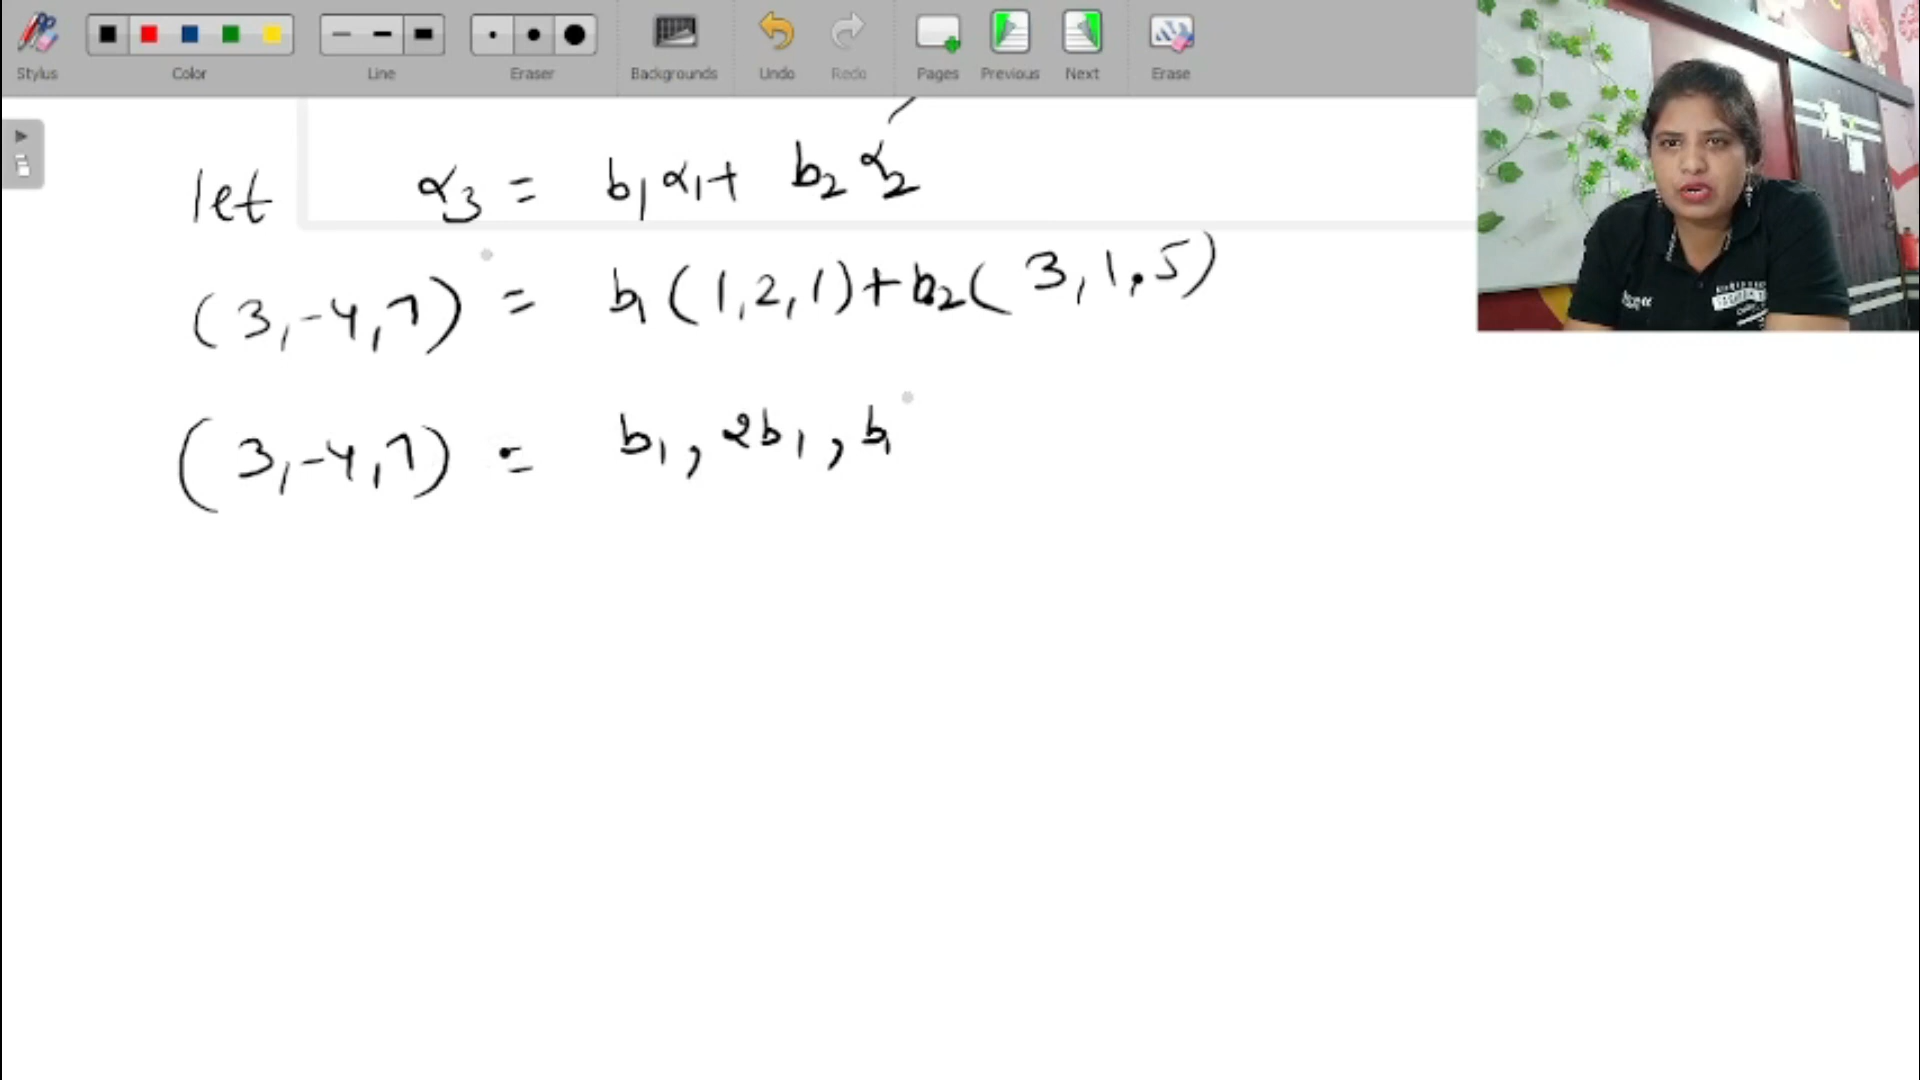 Stylus Color Line Eraser Backgrounds Undo Redo Pages Previous Next Erase
let α₃ = b₁α₁ + b₂α₂
(3,-4,7) = b₁(1,2,1)+b₂(3,1,5)
(3,-4,7) = b₁, 2b₁, b₁